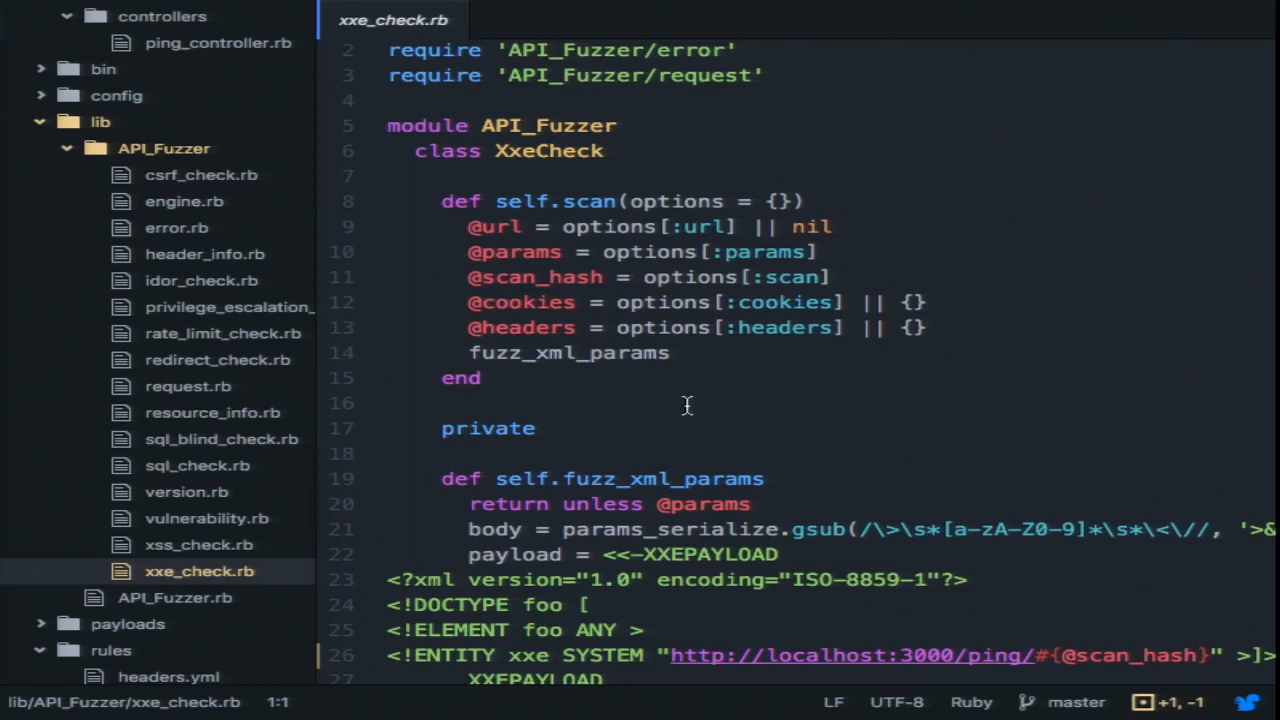 controllers
ping_controller.rb
bin
config
lib
API_Fuzzer
csrf_check.rb
engine.rb
error.rb
header_info.rb
idor_check.rb
privilege_escalation_
rate_limit_check.rb
redirect_check.rb
request.rb
resource_info.rb
sql_blind_check.rb
sql_check.rb
version.rb
vulnerability.rb
xss_check.rb
xxe_check.rb
API_Fuzzer.rb
payloads
rules
headers.yml
xxe_check.rb
2 require 'API_Fuzzer/error'
3 require 'API_Fuzzer/request'
4
5 module API_Fuzzer
6 class XxeCheck
7
8 def self.scan(options = {})
9 @url = options[:url] || nil
10 @params = options[:params]
11 @scan_hash = options[:scan]
12 @cookies = options[:cookies] || {}
13 @headers = options[:headers] || {}
14 fuzz_xml_params
15 end
16
17 private
18
19 def self.fuzz_xml_params
20 return unless @params
21 body = params_serialize.gsub(/\>\s*[a-zA-Z0-9]*\s*\<\//, '>&
22 payload = <<-XXEPAYLOAD
23 <?xml version="1.0" encoding="ISO-8859-1"?>
24 <!DOCTYPE foo [
25 <!ELEMENT foo ANY >
26 <!ENTITY xxe SYSTEM "http://localhost:3000/ping/#{@scan_hash}" >]>
27 XXEPAYLOAD
lib/API_Fuzzer/xxe_check.rb 1:1 LF UTF-8 Ruby master +1, -1